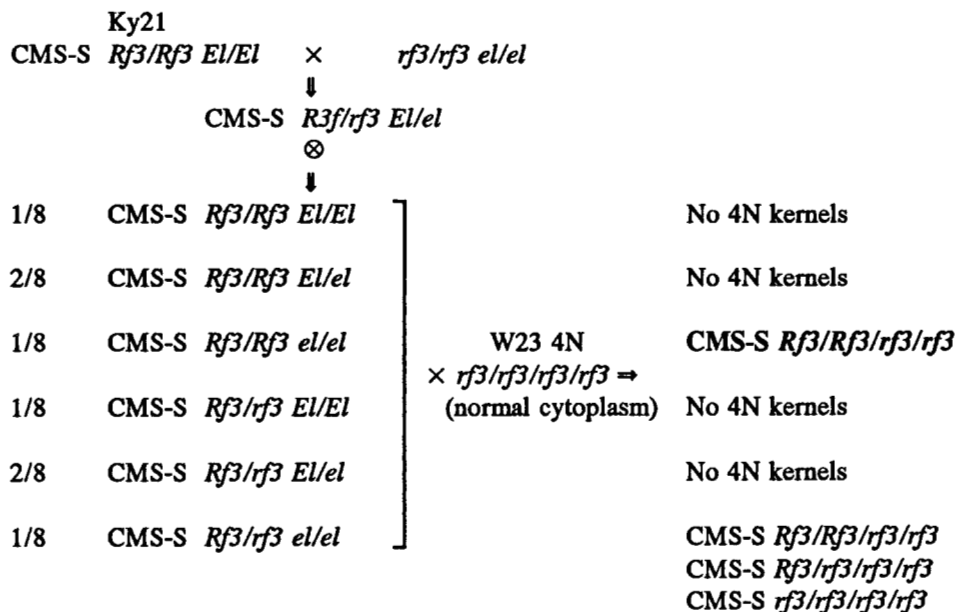 Ky21
CMS-S Rf3/Rf3 El/El × rf3/rf3 el/el
⇓
CMS-S R3f/rf3 El/el
⊗
⬇
1/8 CMS-S Rf3/Rf3 El/El No 4N kernels
2/8 CMS-S Rf3/Rf3 El/el No 4N kernels
1/8 CMS-S Rf3/Rf3 el/el W23 4N CMS-S Rf3/Rf3/rf3/rf3
× rf3/rf3/rf3/rf3 ⇒
1/8 CMS-S Rf3/rf3 El/El (normal cytoplasm) No 4N kernels
2/8 CMS-S Rf3/rf3 El/el No 4N kernels
1/8 CMS-S Rf3/rf3 el/el CMS-S Rf3/Rf3/rf3/rf3
CMS-S Rf3/rf3/rf3/rf3
CMS-S rf3/rf3/rf3/rf3